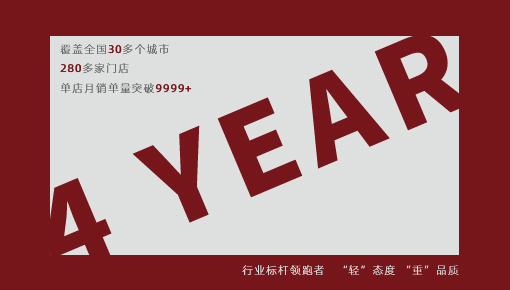 覆盖全国30多个城市
280多家门店
单店月销单量突破9999+
4 YEAR
行业标杆领跑者 “轻”态度 “重”品质